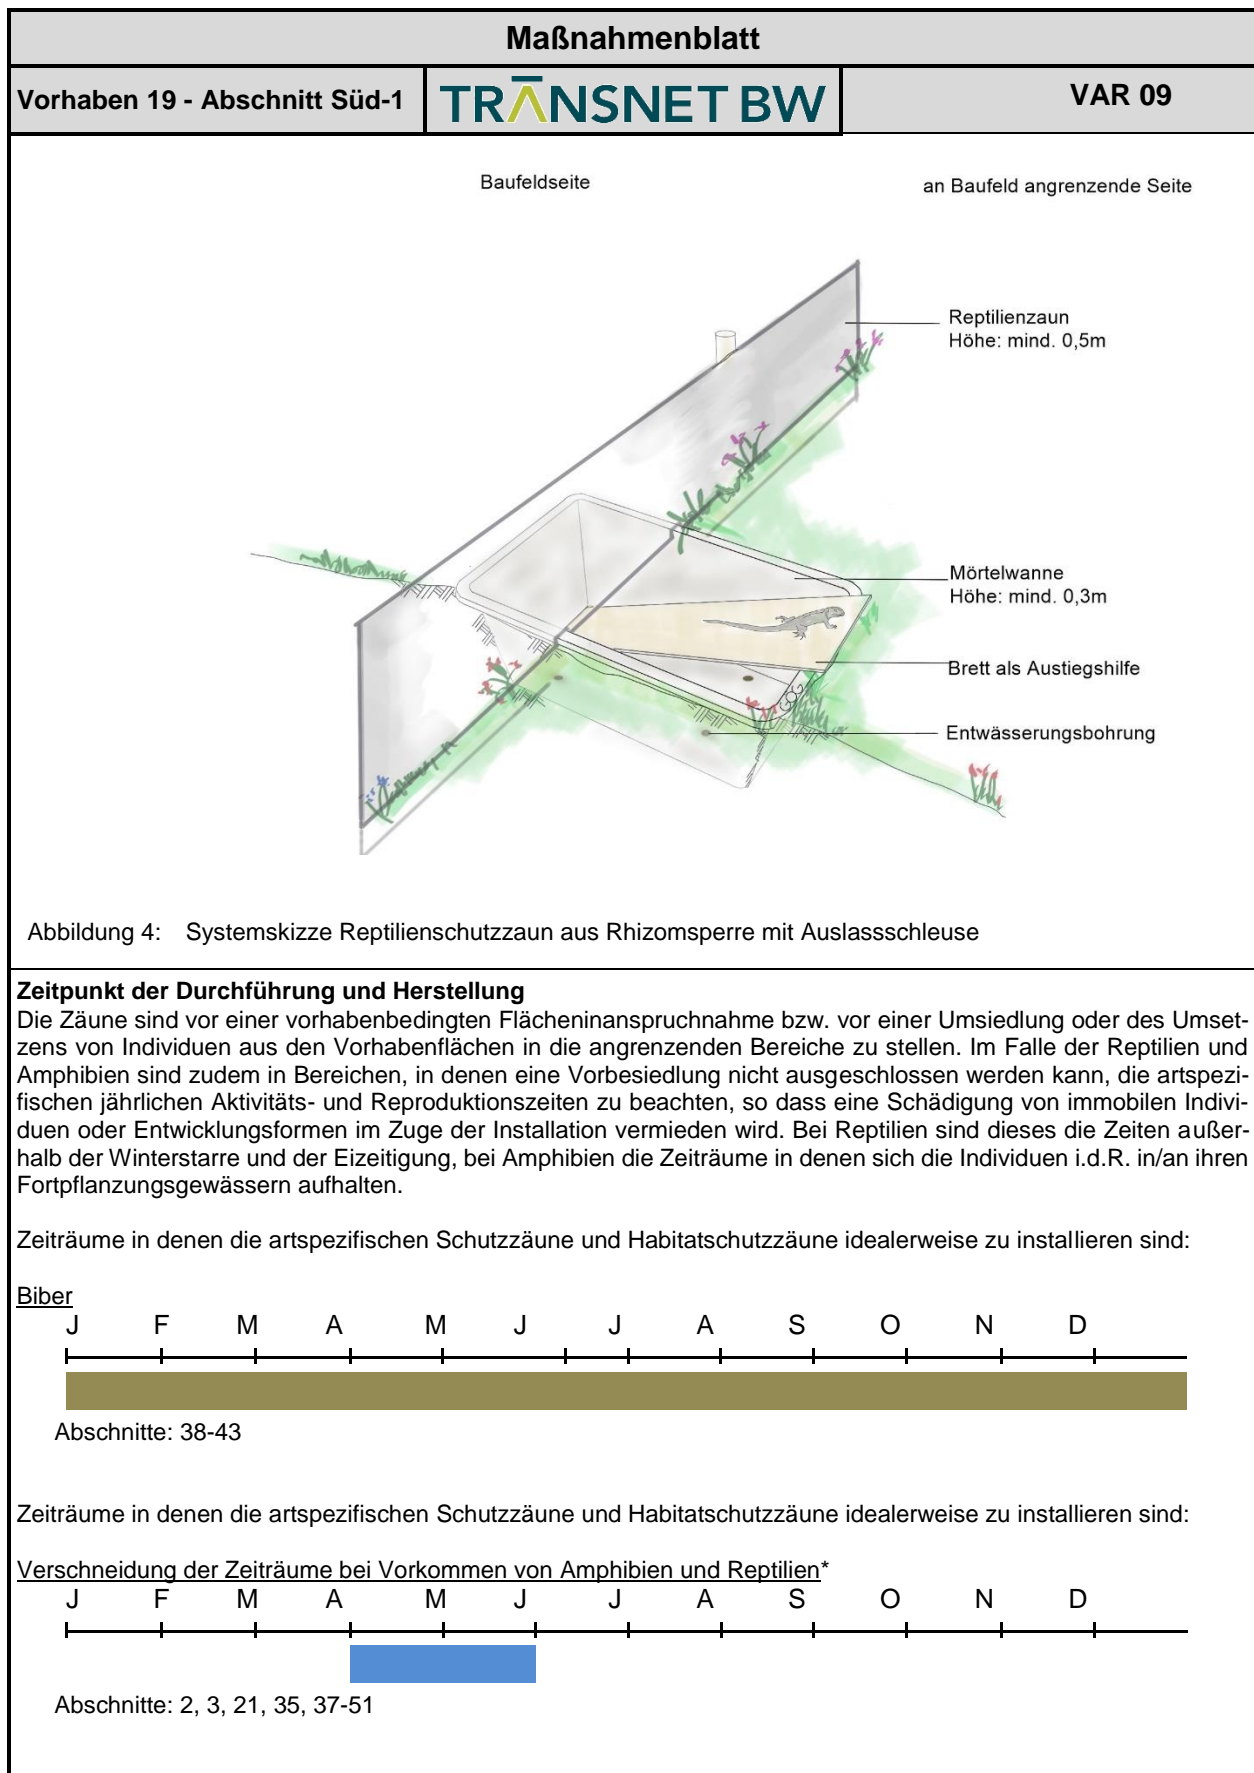 Maßnahmenblatt
Vorhaben 19 - Abschnitt Süd-1
TRANSNET BW
VAR 09
Baufeldseite
an Baufeld angrenzende Seite
Reptilienzaun
Höhe: mind. 0,5m
Mörtelwanne
Höhe: mind. 0,3m
Brett als Austiegshilfe
Entwässerungsbohrung
GOG
Abbildung 4: Systemskizze Reptilienschutzzaun aus Rhizomsperre mit Auslassschleuse
Zeitpunkt der Durchführung und Herstellung
Die Zäune sind vor einer vorhabenbedingten Flächeninanspruchnahme bzw. vor einer Umsiedlung oder des Umset-
zens von Individuen aus den Vorhabenflächen in die angrenzenden Bereiche zu stellen. Im Falle der Reptilien und
Amphibien sind zudem in Bereichen, in denen eine Vorbesiedlung nicht ausgeschlossen werden kann, die artspezi-
fischen jährlichen Aktivitäts- und Reproduktionszeiten zu beachten, so dass eine Schädigung von immobilen Indivi-
duen oder Entwicklungsformen im Zuge der Installation vermieden wird. Bei Reptilien sind dieses die Zeiten außer-
halb der Winterstarre und der Eizeitigung, bei Amphibien die Zeiträume in denen sich die Individuen i.d.R. in/an ihren
Fortpflanzungsgewässern aufhalten.
Zeiträume in denen die artspezifischen Schutzzäune und Habitatschutzzäune idealerweise zu installieren sind:
Biber
J F M A M J J A S O N D
Abschnitte: 38-43
Zeiträume in denen die artspezifischen Schutzzäune und Habitatschutzzäune idealerweise zu installieren sind:
Verschneidung der Zeiträume bei Vorkommen von Amphibien und Reptilien*
J F M A M J J A S O N D
Abschnitte: 2, 3, 21, 35, 37-51